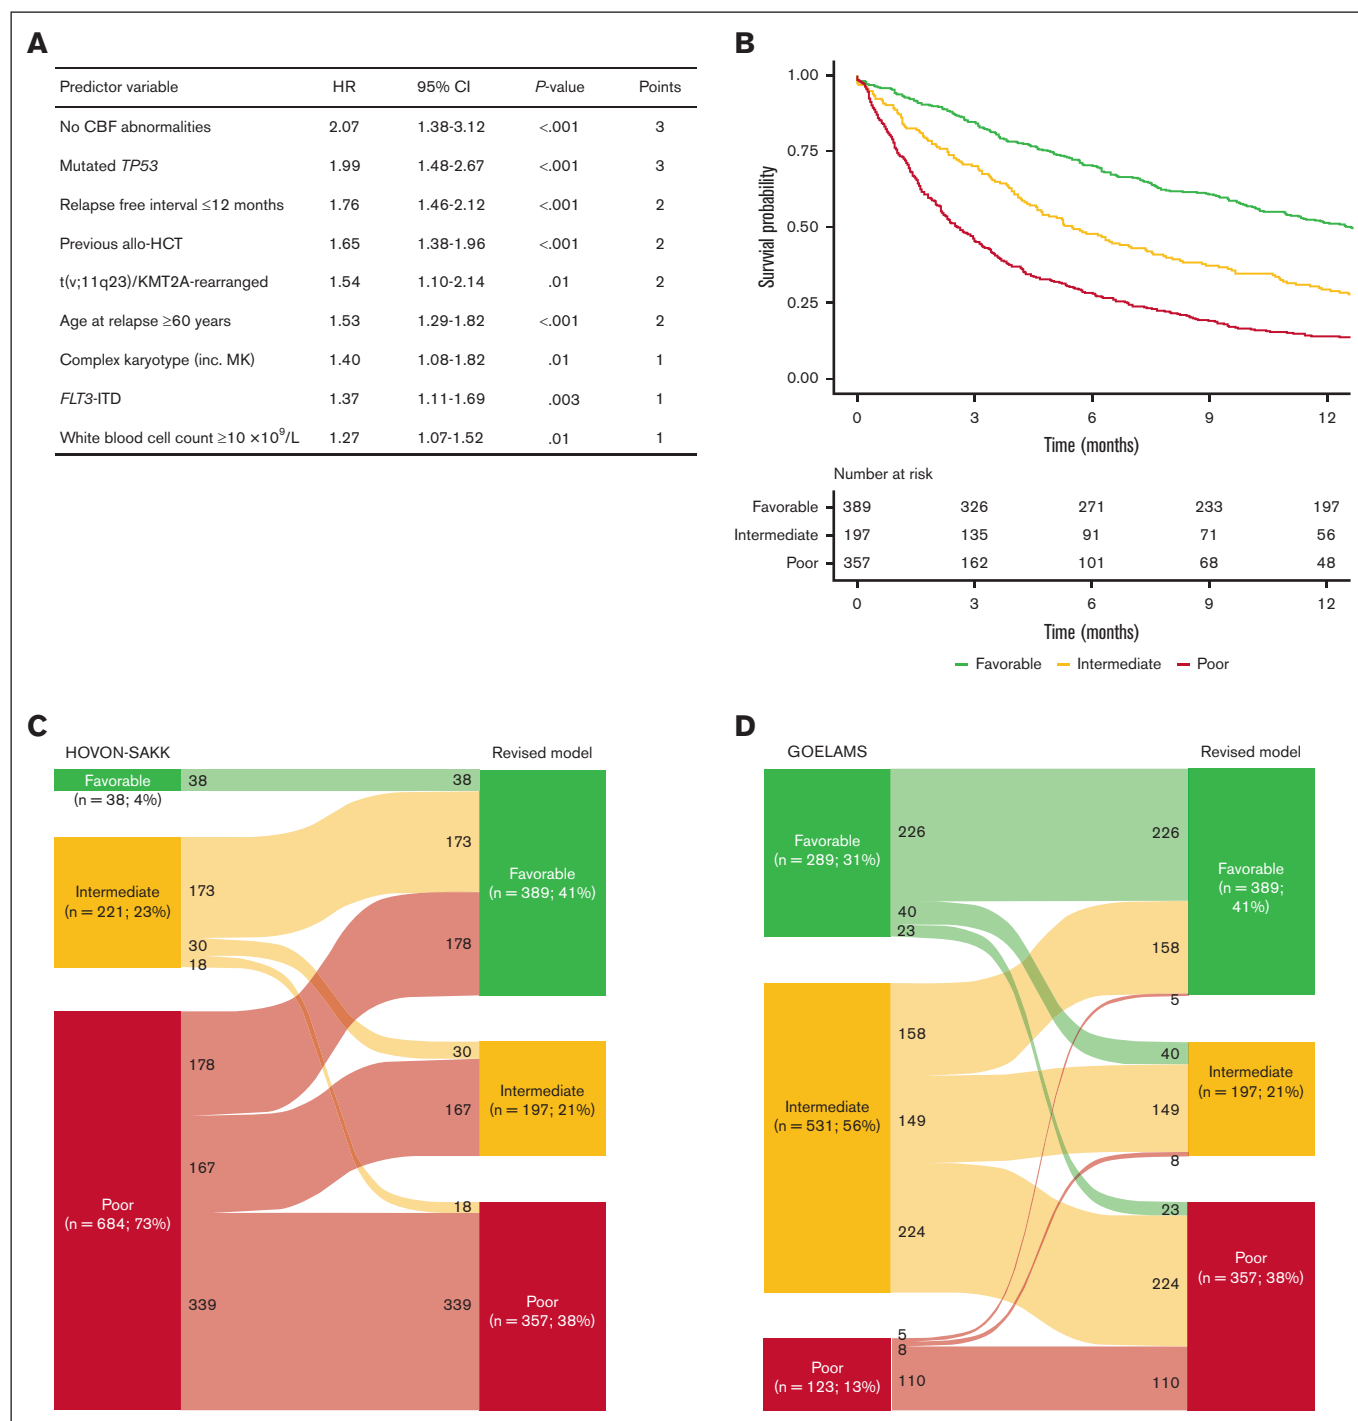 A
Predictor variable HR 95% CI P-value Points
No CBF abnormalities 2.07 1.38-3.12 <.001 3
Mutated TP53 1.99 1.48-2.67 <.001 3
Relapse free interval ≤12 months 1.76 1.46-2.12 <.001 2
Previous allo-HCT 1.65 1.38-1.96 <.001 2
t(v;11q23)/KMT2A-rearranged 1.54 1.10-2.14 .01 2
Age at relapse ≥60 years 1.53 1.29-1.82 <.001 2
Complex karyotype (inc. MK) 1.40 1.08-1.82 .01 1
FLT3-ITD 1.37 1.11-1.69 .003 1
White blood cell count ≥10 ×10⁹/L 1.27 1.07-1.52 .01 1
B
Survival probability
1.00
0.75
0.50
0.25
0.00
0 3 6 9 12
Time (months)
Number at risk
Favorable 389 326 271 233 197
Intermediate 197 135 91 71 56
Poor 357 162 101 68 48
0 3 6 9 12
Time (months)
Favorable Intermediate Poor
C
HOVON-SAKK Revised model
Favorable
(n = 38; 4%)
38 38
Intermediate
(n = 221; 23%)
173
30
18
173
178
Favorable
(n = 389; 41%)
Poor
(n = 684; 73%)
178
167
339
30
167
Intermediate
(n = 197; 21%)
18
339
Poor
(n = 357; 38%)
D
GOELAMS Revised model
Favorable
(n = 289; 31%)
226
40
23
226
158
5
Favorable
(n = 389;
41%)
Intermediate
(n = 531; 56%)
158
149
224
40
149
8
Intermediate
(n = 197; 21%)
Poor
(n = 123; 13%)
5
8
110
23
224
110
Poor
(n = 357; 38%)